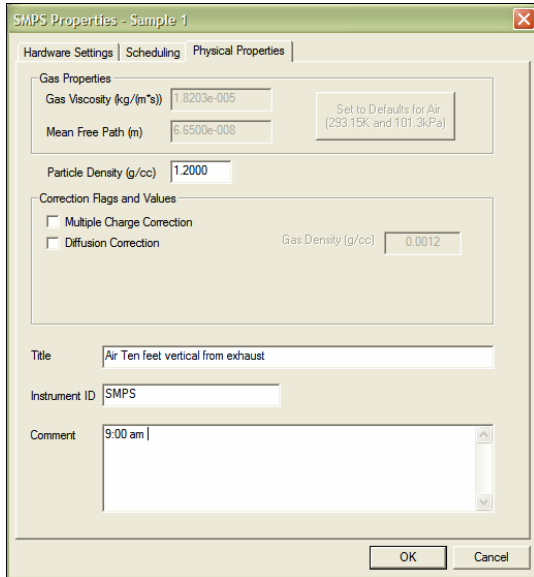 SMPS Properties - Sample 1
Hardware Settings Scheduling Physical Properties
Gas Properties
Gas Viscosity (kg/(m*s)) 1.8203e-005
Set to Defaults for Air
(293.15K and 101.3kPa)
Mean Free Path (m) 6.6500e-008
Particle Density (g/cc) 1.2000
Correction Flags and Values
Multiple Charge Correction
Diffusion Correction Gas Density (g/cc) 0.0012
Title Air Ten feet vertical from exhaust
Instrument ID SMPS
Comment 9:00 am
OK Cancel